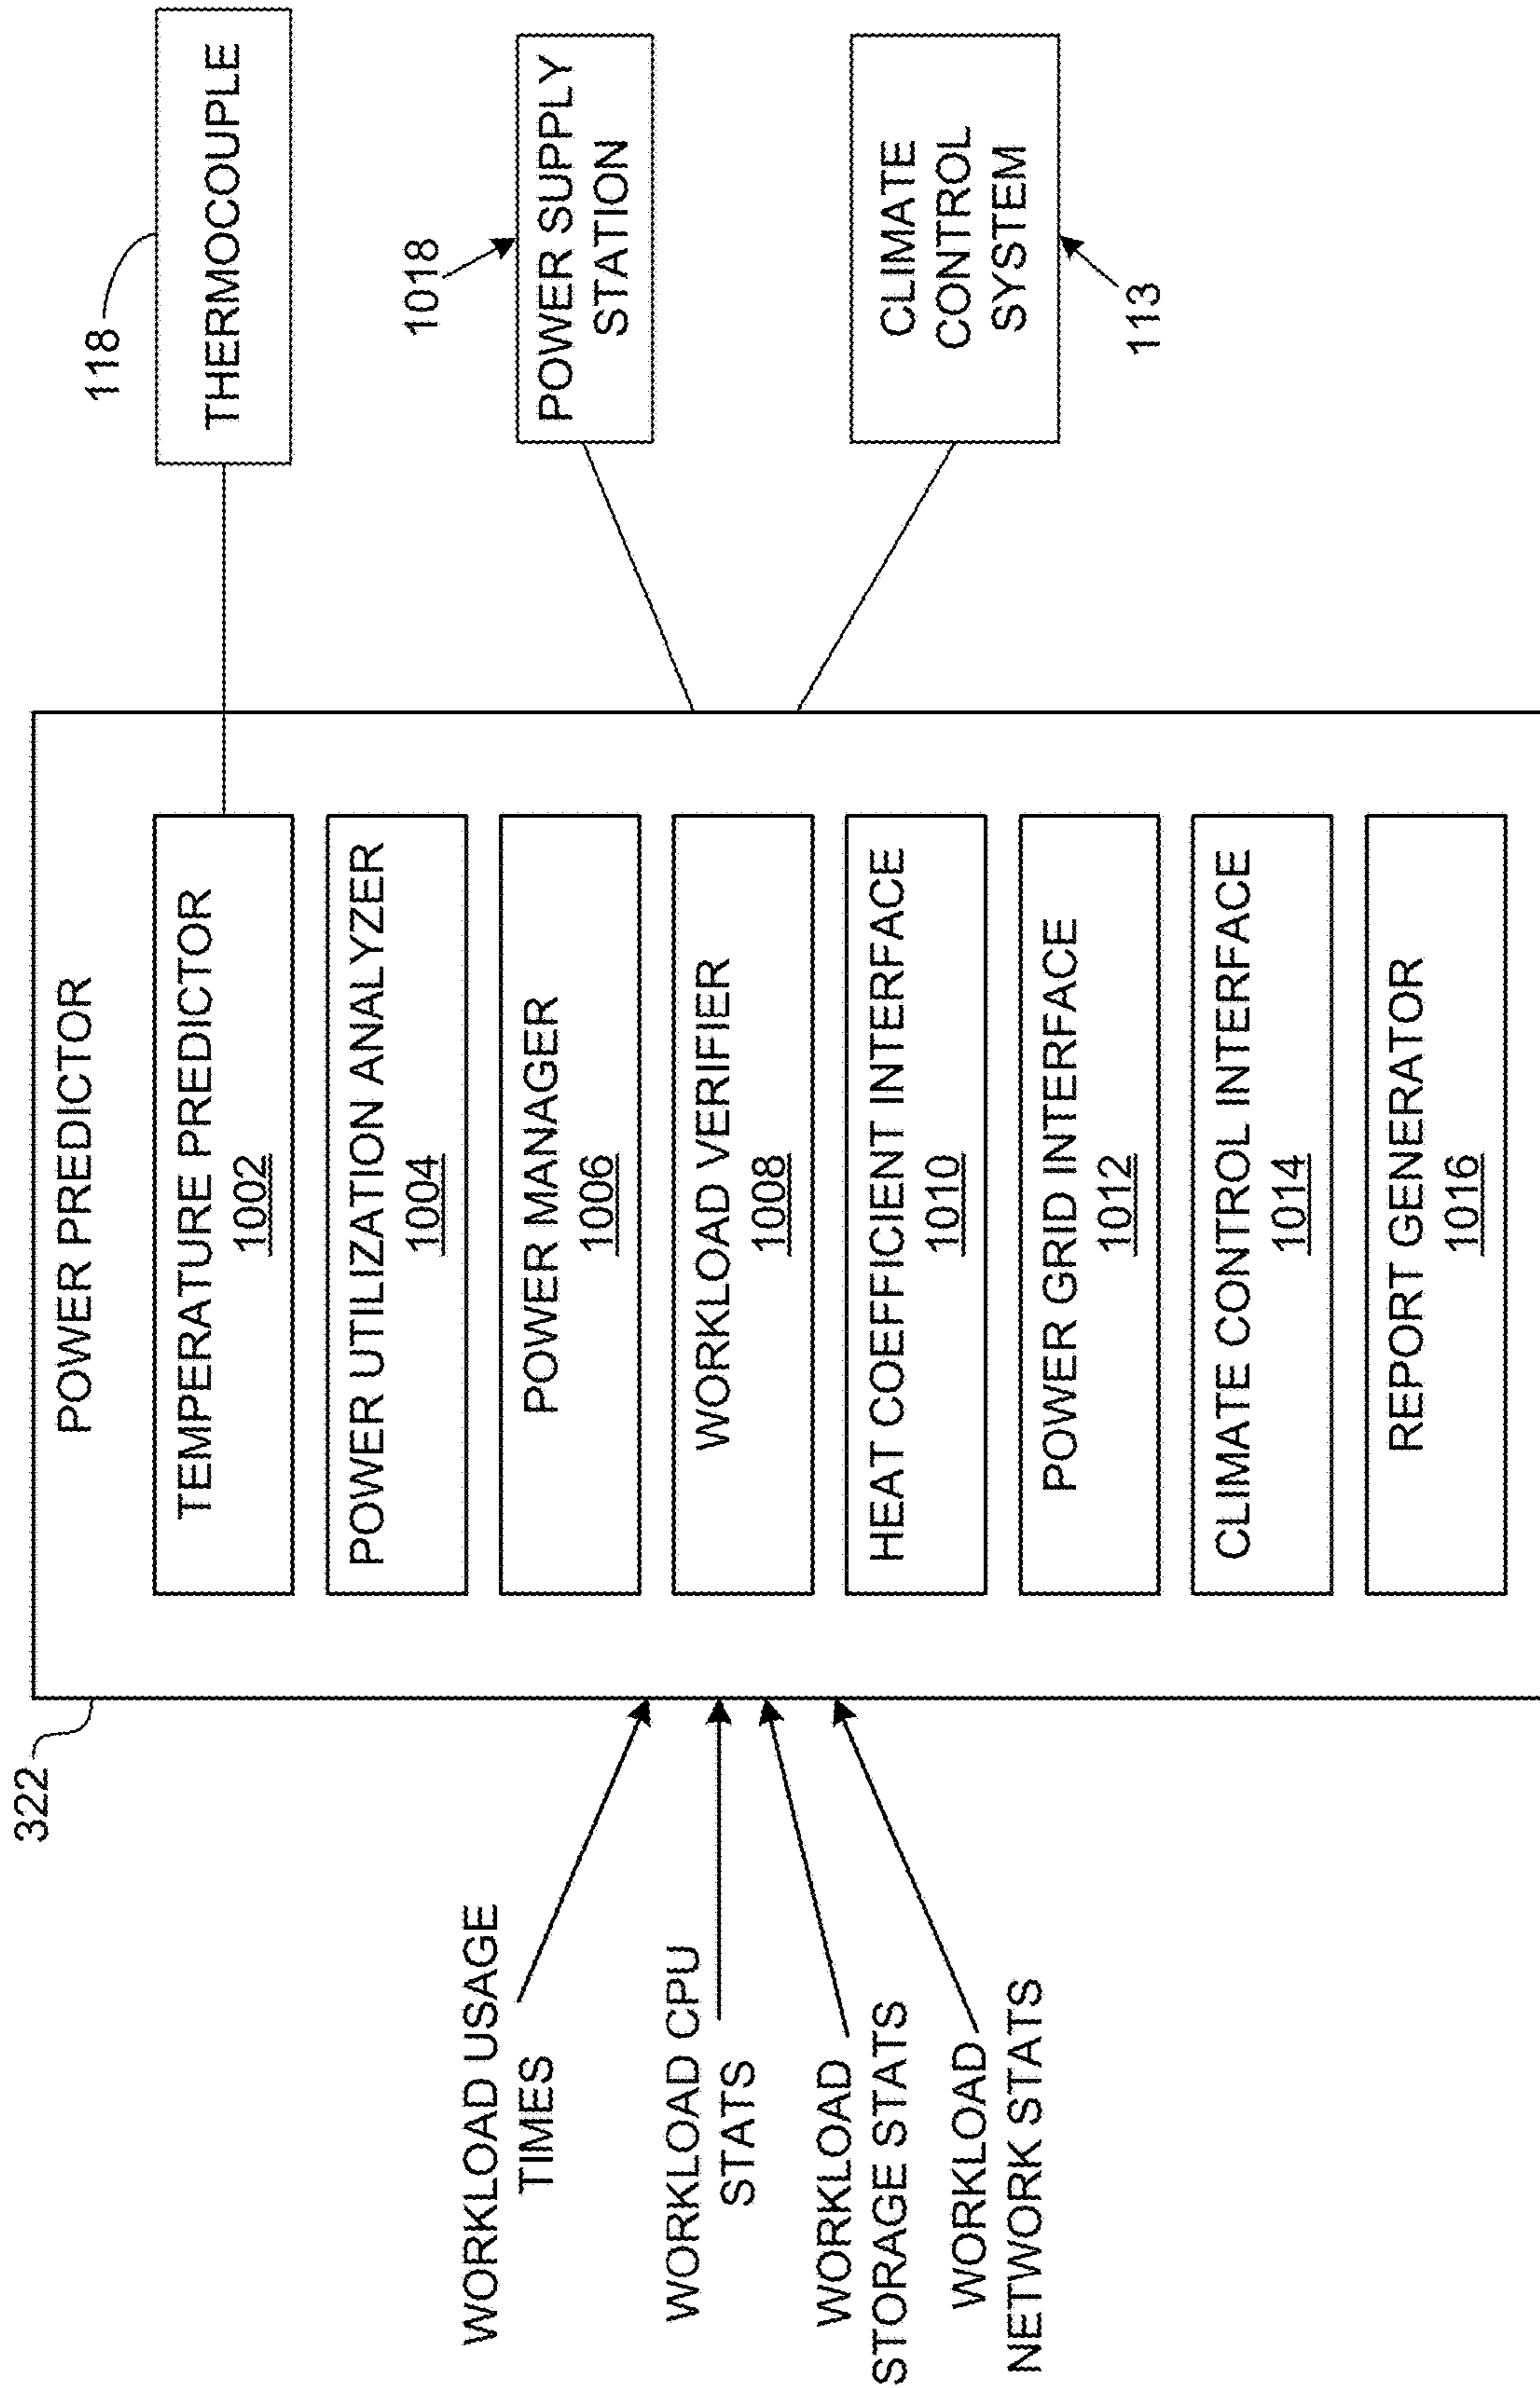 322
POWER PREDICTOR
TEMPERATURE PREDICTOR
1002
POWER UTILIZATION ANALYZER
1004
POWER MANAGER
1006
WORKLOAD VERIFIER
1008
HEAT COEFFICIENT INTERFACE
1010
POWER GRID INTERFACE
1012
CLIMATE CONTROL INTERFACE
1014
REPORT GENERATOR
1016
WORKLOAD USAGE
TIMES
WORKLOAD CPU
STATS
WORKLOAD
STORAGE STATS
WORKLOAD
NETWORK STATS
118
THERMOCOUPLE
1018
POWER SUPPLY
STATION
CLIMATE
CONTROL
SYSTEM
113